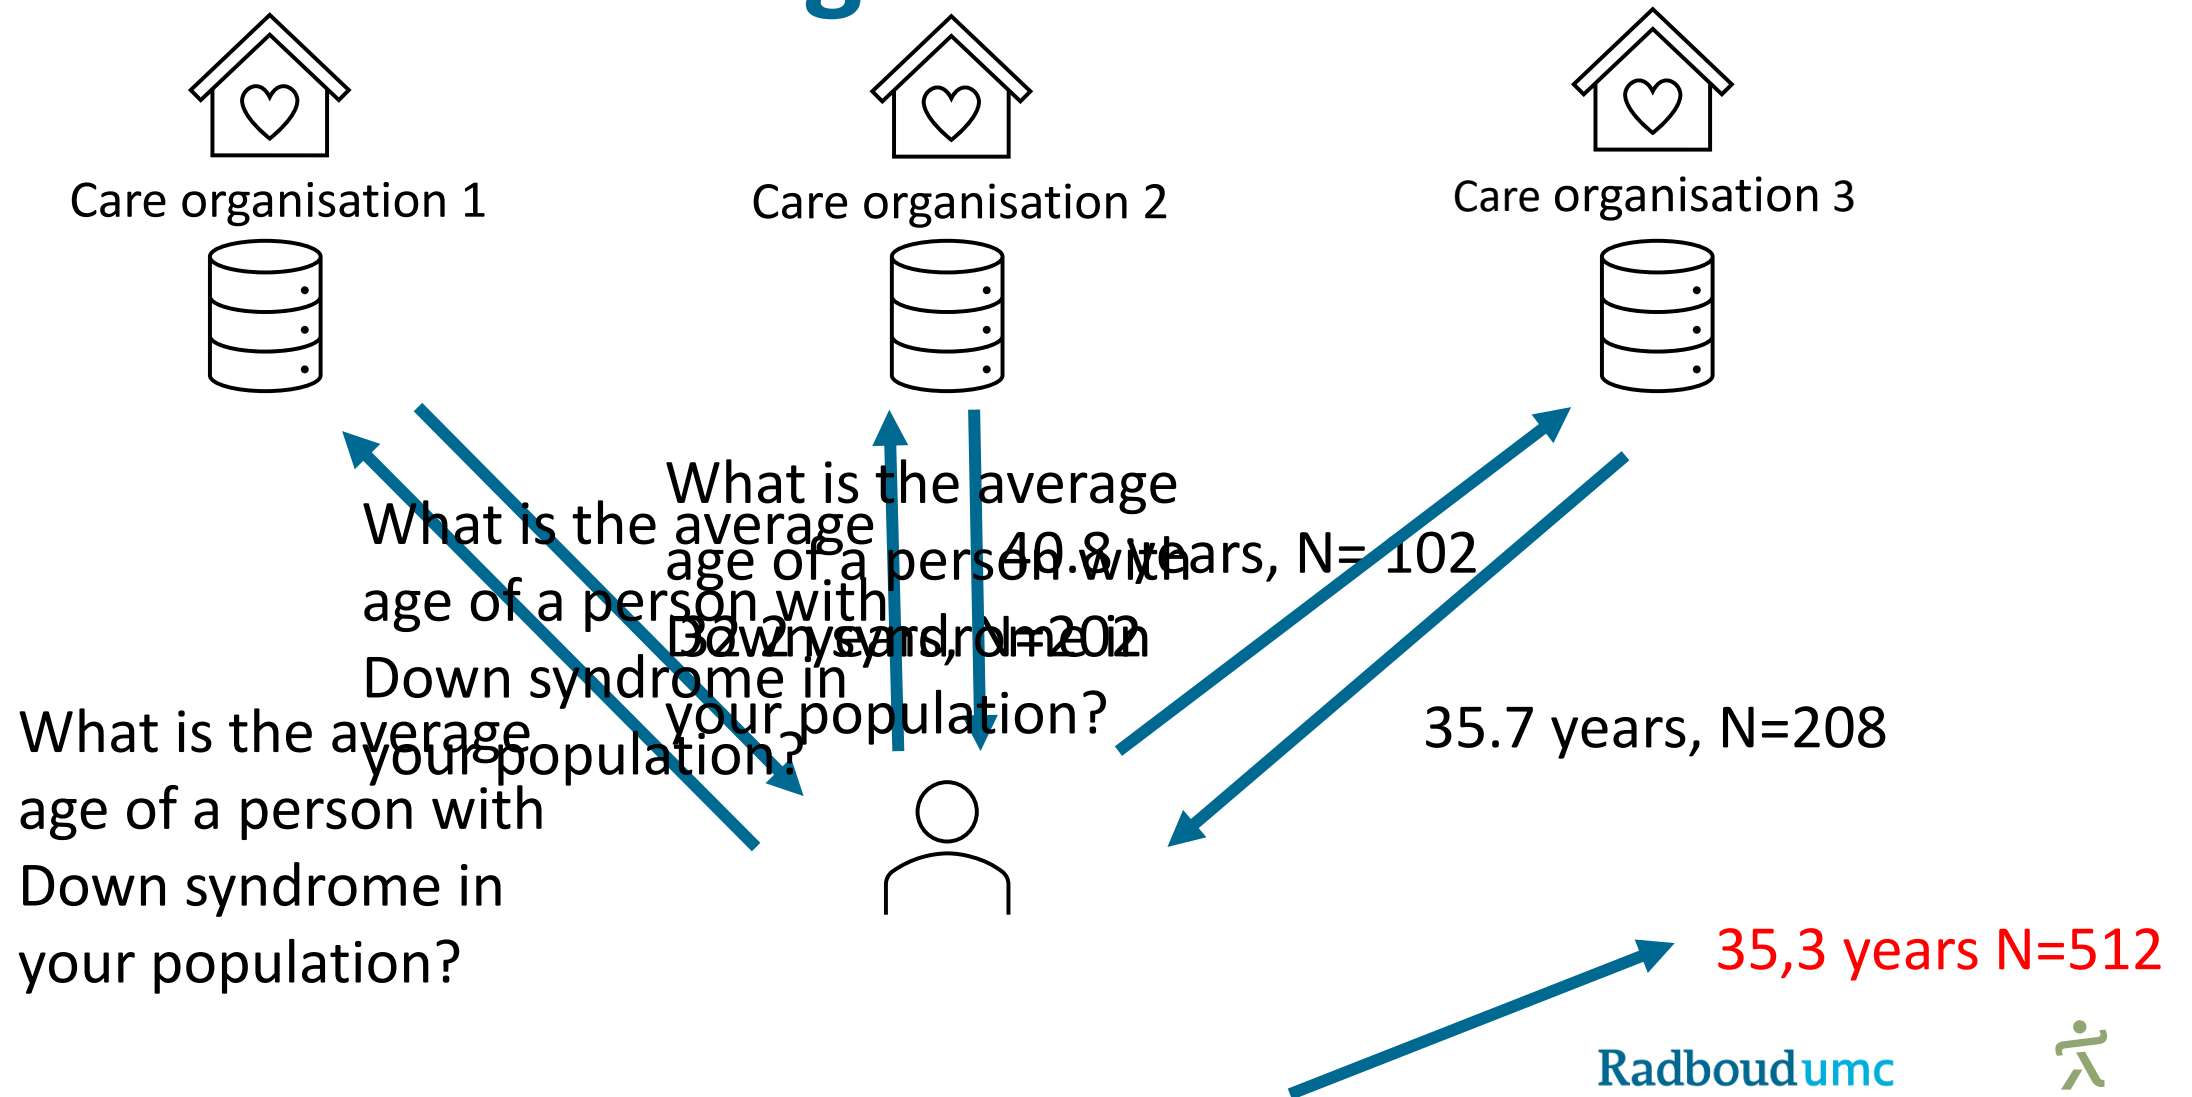 Care organisation 1
Care organisation 2
Care organisation 3
What is the average
age of a person with
Down syndrome in
your population?
What is the average
age of a person with
Down syndrome in
your population?
What is the average
age of a person with
Down syndrome in
your population?
32.2 years, N=202
40.8 years, N= 102
35.7 years, N=208
35,3 years N=512
Radboudumc